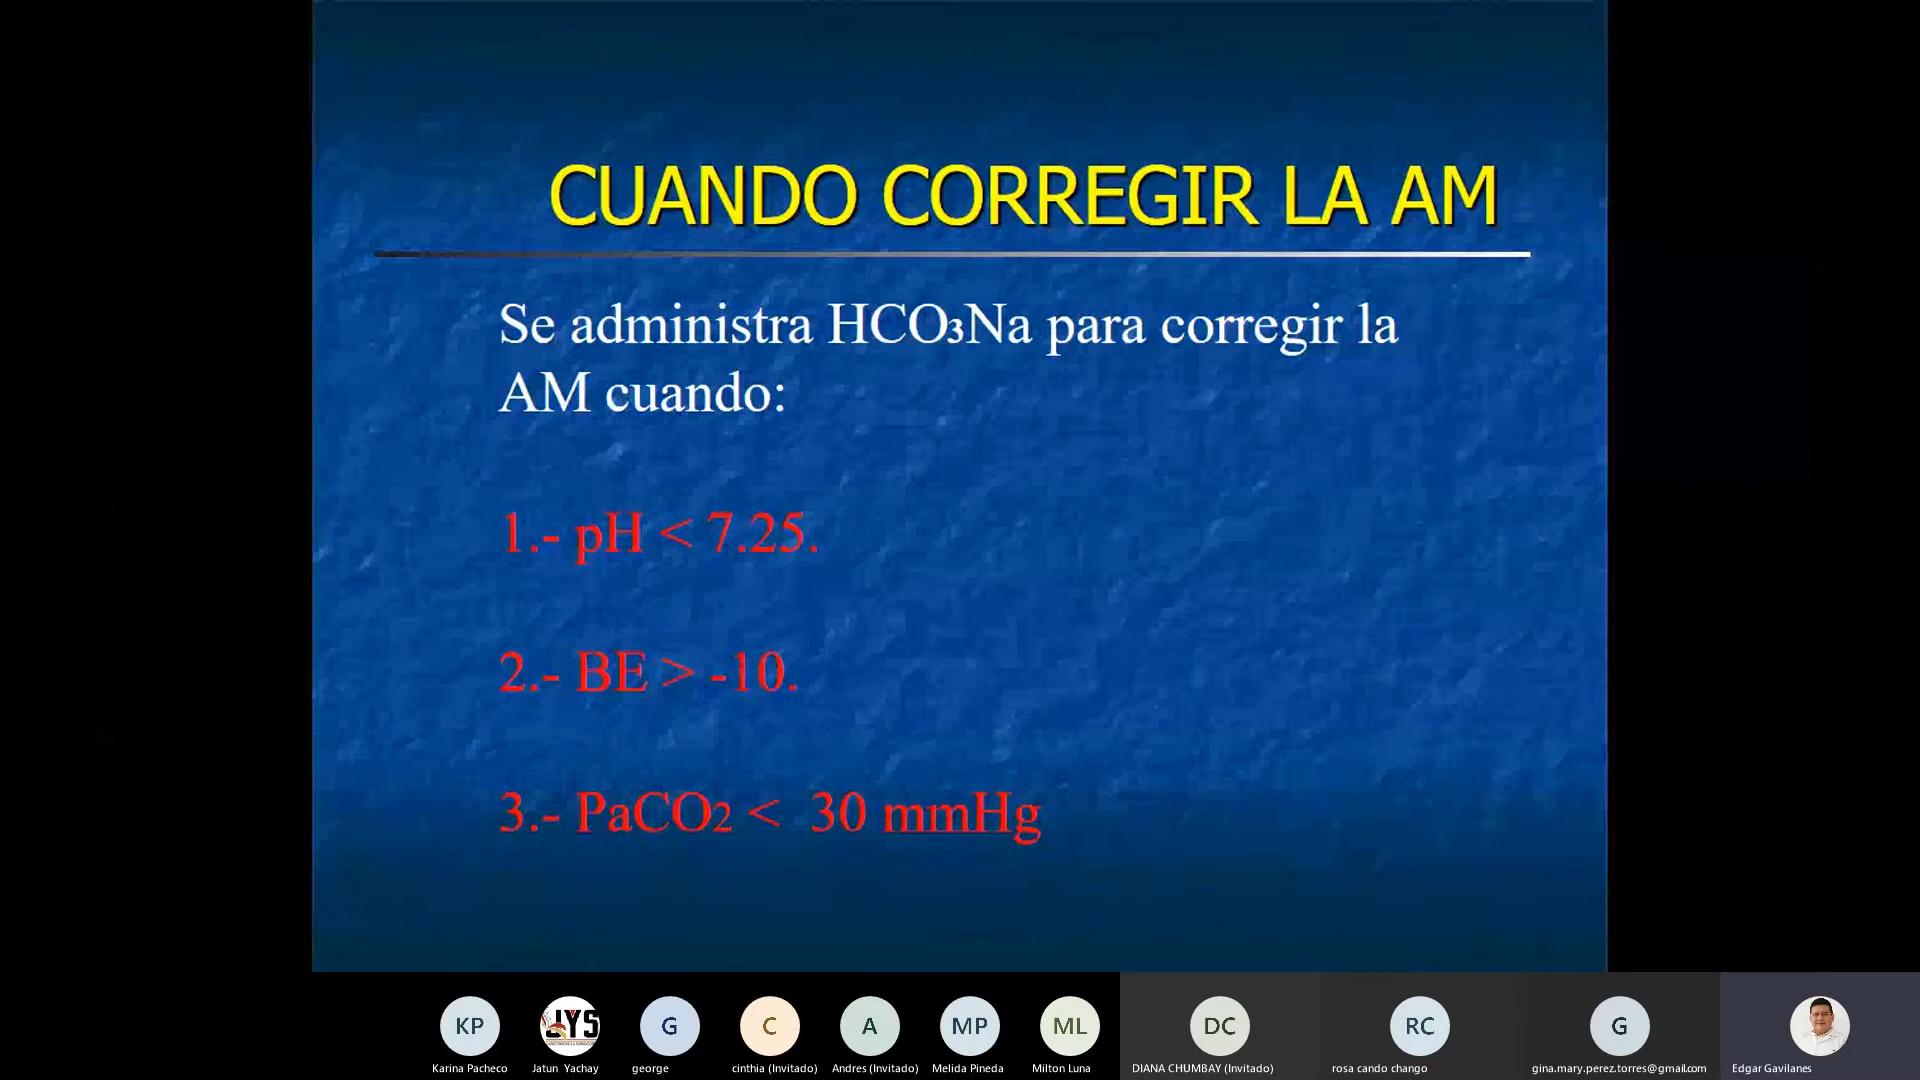 CUANDO CORREGIR LA AM
Se administra HCO₃Na para corregir la
AM cuando:
1.- pH < 7.25.
2.- BE > -10.
3.- PaCO₂ < 30 mmHg
KP
JYS
G
C
A
MP
ML
DC
RC
G
Karina Pacheco
Jatun Yachay
george
cinthia (Invitado)
Andres (Invitado)
Melida Pineda
Milton Luna
DIANA CHUMBAY (Invitado)
rosa cando chango
gina.mary.perez.torres@gmail.com
Edgar Gavilanes